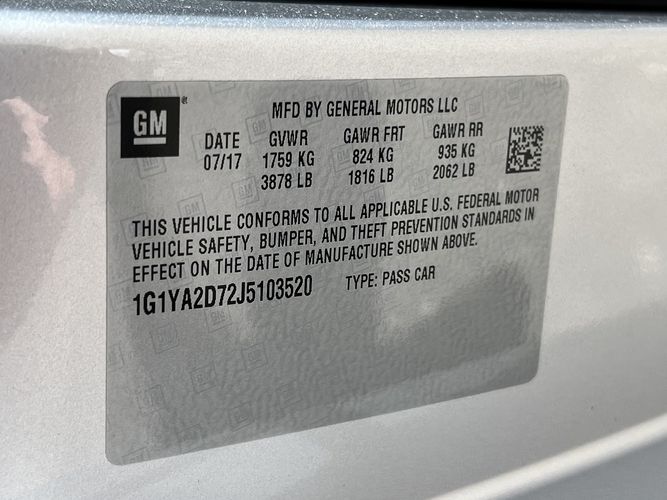 GM ®
MFD BY GENERAL MOTORS LLC
DATE GVWR GAWR FRT GAWR RR
07/17 1759 KG 824 KG 935 KG
3878 LB 1816 LB 2062 LB
THIS VEHICLE CONFORMS TO ALL APPLICABLE U.S. FEDERAL MOTOR
VEHICLE SAFETY, BUMPER, AND THEFT PREVENTION STANDARDS IN
EFFECT ON THE DATE OF MANUFACTURE SHOWN ABOVE.
1G1YA2D72J5103520 TYPE: PASS CAR